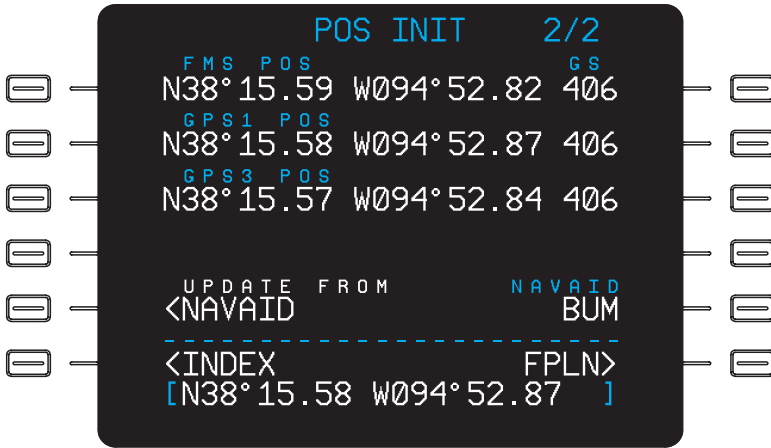 POS INIT 2/2
FMS POS GS
N38°15.59 W094°52.82 406
GPS1 POS
N38°15.58 W094°52.87 406
GPS3 POS
N38°15.57 W094°52.84 406
UPDATE FROM NAVAID
<NAVAID BUM
<INDEX FPLN>
[N38°15.58 W094°52.87 ]